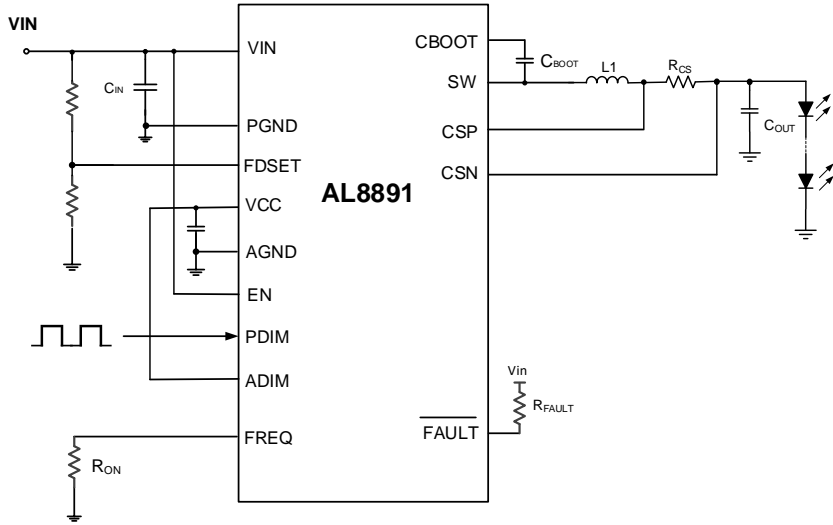 VIN
VIN
CIN
PGND
FDSET
VCC
AGND
EN
PDIM
ADIM
FREQ
RON
AL8891
CBOOT
CBOOT
SW
L1
RCS
CSP
COUT
CSN
Vin
RFAULT
FAULT